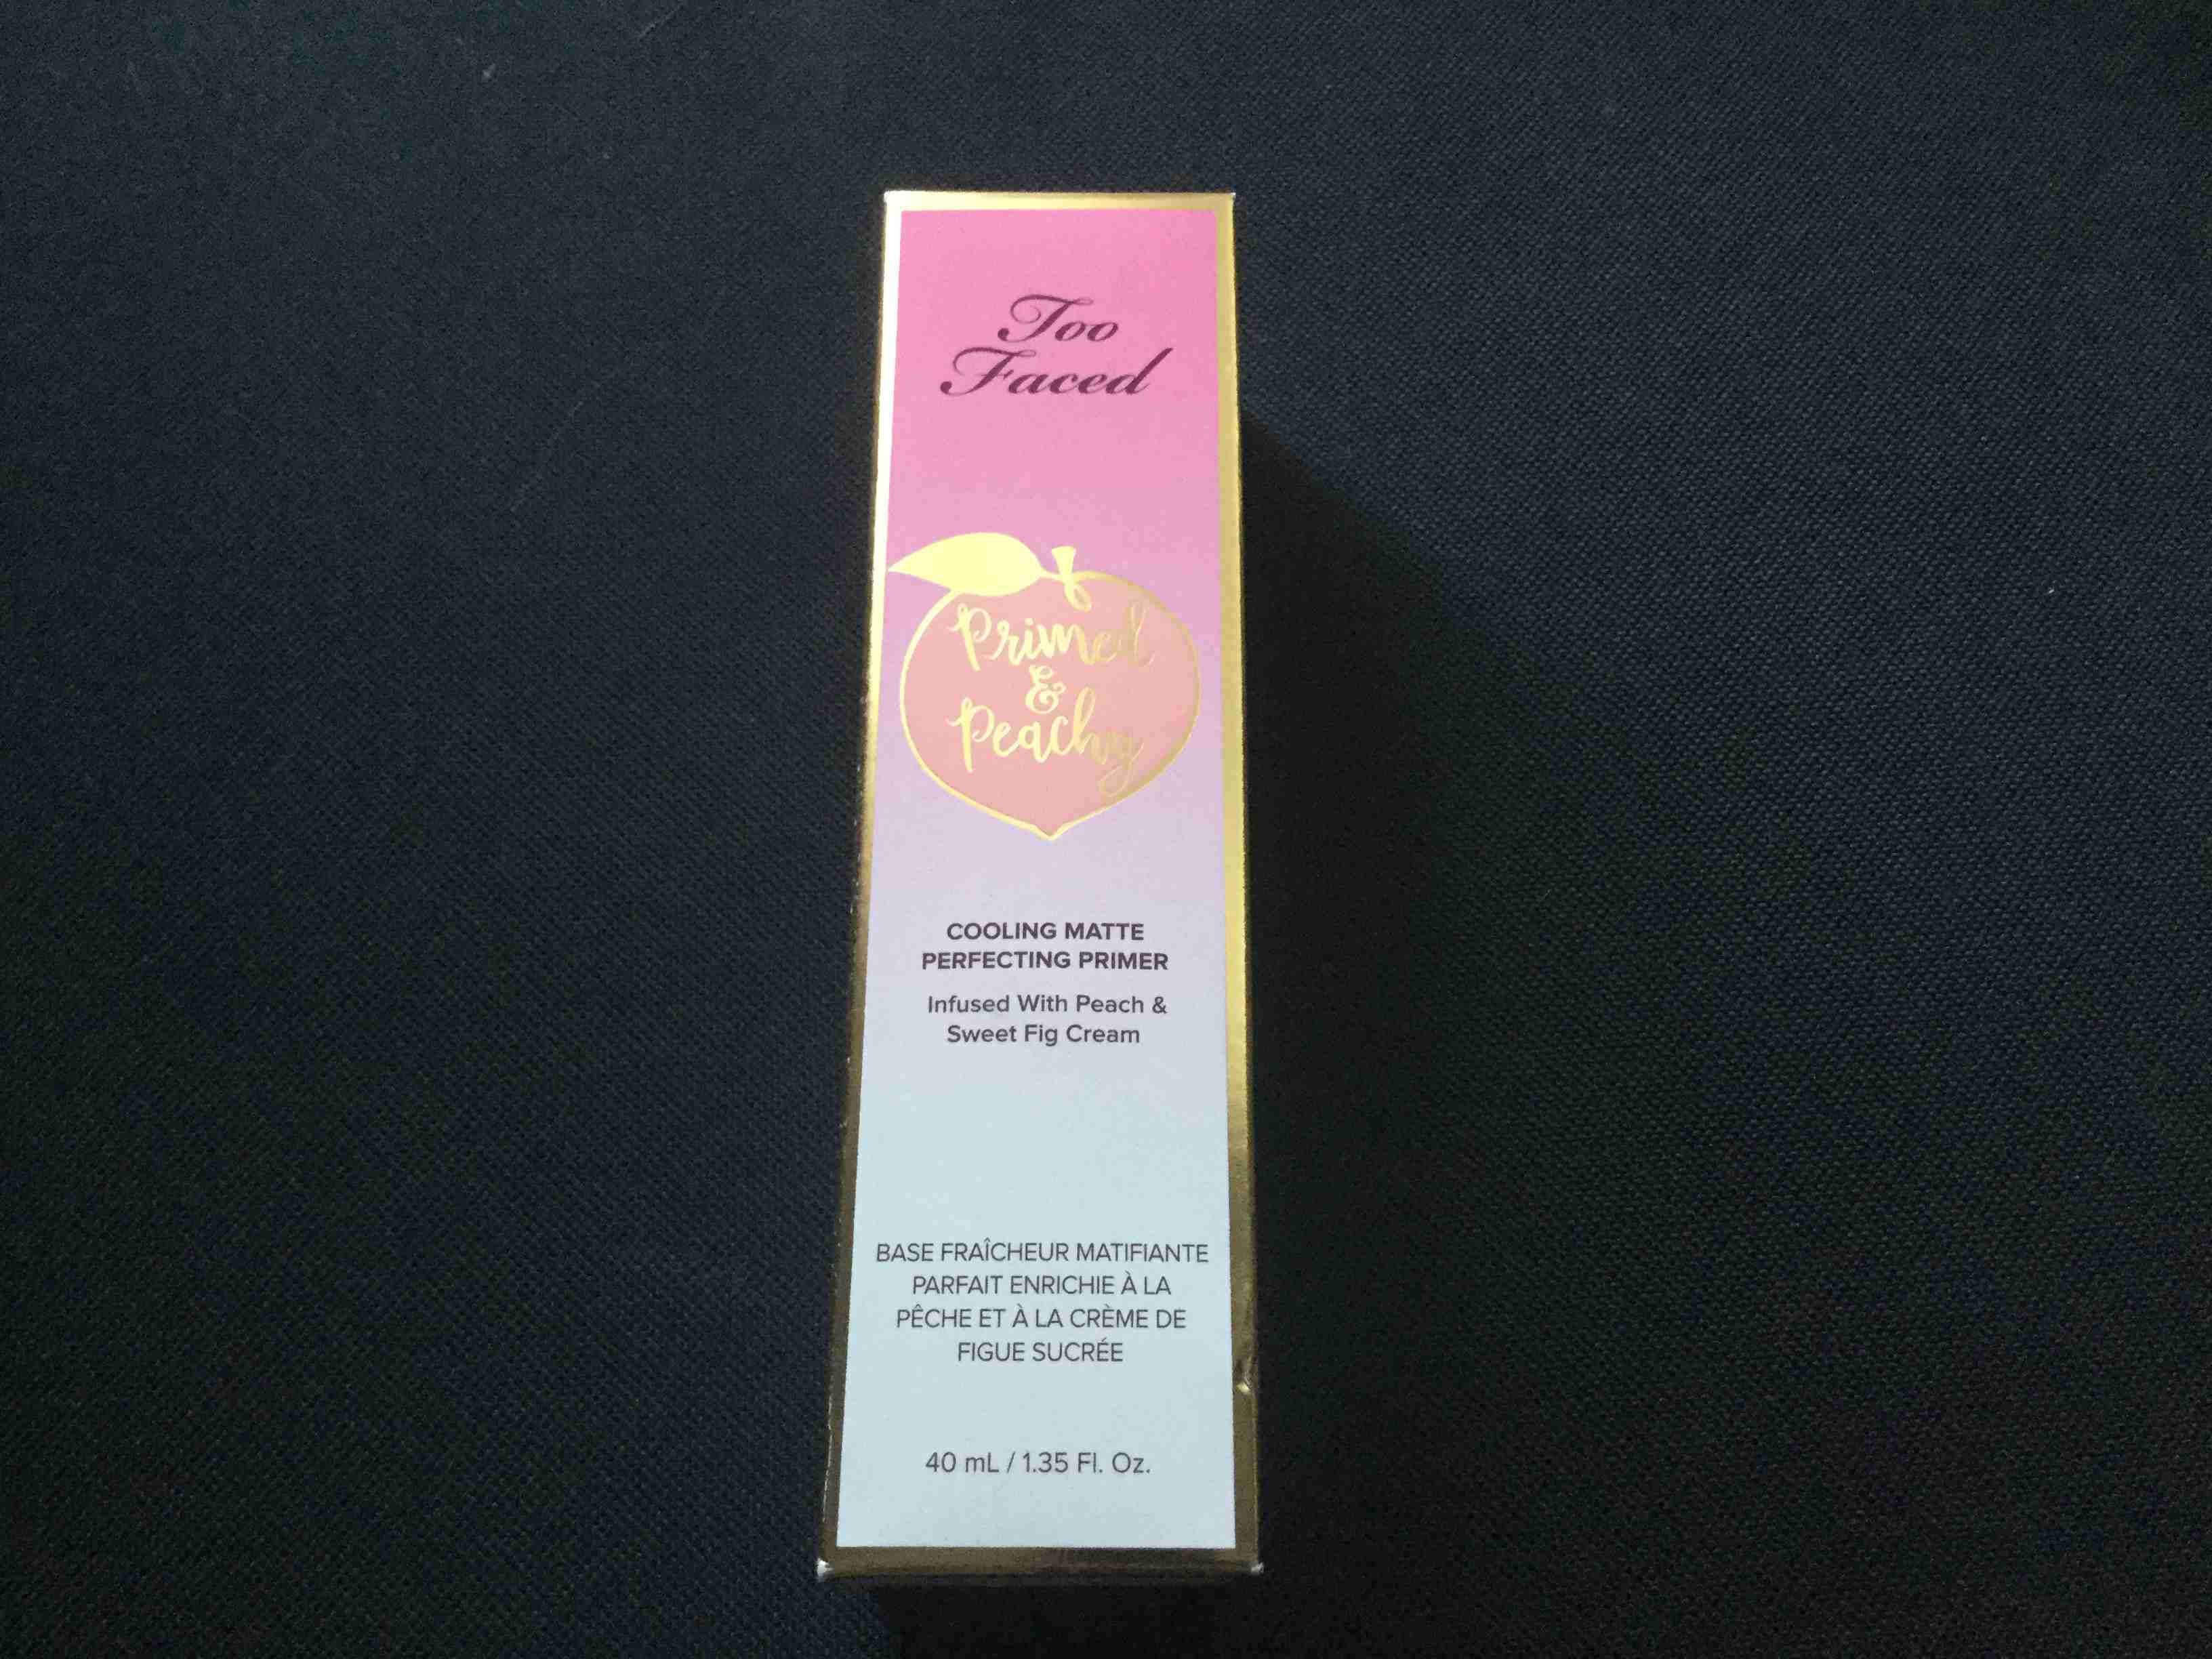 Too
Faced
Primed
&
Peachy
COOLING MATTE
PERFECTING PRIMER
Infused With Peach &
Sweet Fig Cream
BASE FRAÎCHEUR MATIFIANTE
PARFAIT ENRICHIE À LA
PÊCHE ET À LA CRÈME DE
FIGUE SUCRÉE
40 mL / 1.35 Fl. Oz.